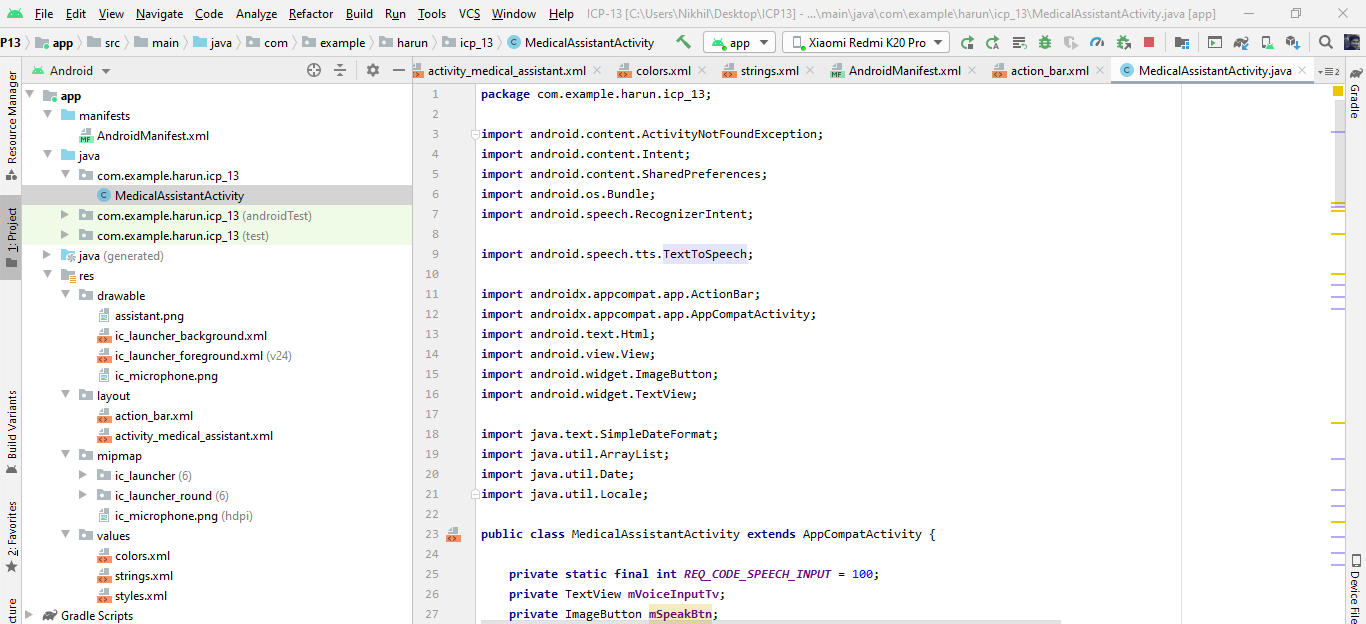 File Edit View Navigate Code Analyze Refactor Build Run Tools VCS Window Help ICP-13 [C:\Users\Nikhil\Desktop\ICP13] - ...\main\java\com\example\harun\icp_13\MedicalAssistantActivity.java [app]
P13 app src main java com example harun icp_13 MedicalAssistantActivity app Xiaomi Redmi K20 Pro
Android activity_medical_assistant.xml colors.xml strings.xml AndroidManifest.xml action_bar.xml MedicalAssistantActivity.java 2
Resource Manager
1: Project
Build Variants
2: Favorites
cture
app
manifests
AndroidManifest.xml
java
com.example.harun.icp_13
MedicalAssistantActivity
com.example.harun.icp_13 (androidTest)
com.example.harun.icp_13 (test)
java (generated)
res
drawable
assistant.png
ic_launcher_background.xml
ic_launcher_foreground.xml (v24)
ic_microphone.png
layout
action_bar.xml
activity_medical_assistant.xml
mipmap
ic_launcher (6)
ic_launcher_round (6)
ic_microphone.png (hdpi)
values
colors.xml
strings.xml
styles.xml
Gradle Scripts
1 package com.example.harun.icp_13;
2
3 import android.content.ActivityNotFoundException;
4 import android.content.Intent;
5 import android.content.SharedPreferences;
6 import android.os.Bundle;
7 import android.speech.RecognizerIntent;
8
9 import android.speech.tts.TextToSpeech;
10
11 import androidx.appcompat.app.ActionBar;
12 import androidx.appcompat.app.AppCompatActivity;
13 import android.text.Html;
14 import android.view.View;
15 import android.widget.ImageButton;
16 import android.widget.TextView;
17
18 import java.text.SimpleDateFormat;
19 import java.util.ArrayList;
20 import java.util.Date;
21 import java.util.Locale;
22
23 public class MedicalAssistantActivity extends AppCompatActivity {
24
25 private static final int REQ_CODE_SPEECH_INPUT = 100;
26 private TextView mVoiceInputTv;
27 private ImageButton mSpeakBtn;
Gradle
Device File